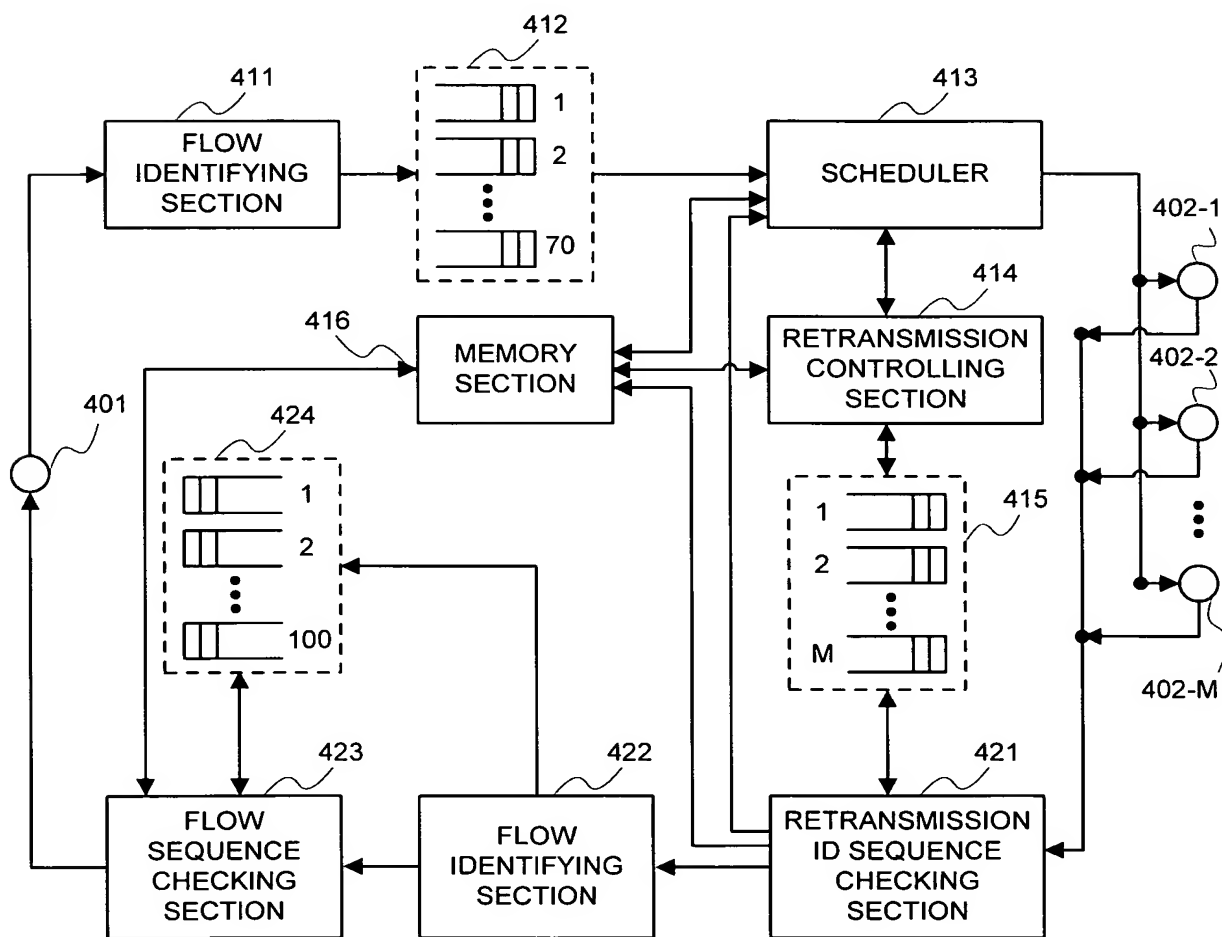 412
411
413
FLOW
IDENTIFYING
SECTION
1
2
70
SCHEDULER
402-1
414
416
MEMORY
SECTION
RETRANSMISSION
CONTROLLING
SECTION
402-2
401
424
1
2
100
415
1
2
M
402-M
423
422
421
FLOW
SEQUENCE
CHECKING
SECTION
FLOW
IDENTIFYING
SECTION
RETRANSMISSION
ID SEQUENCE
CHECKING
SECTION